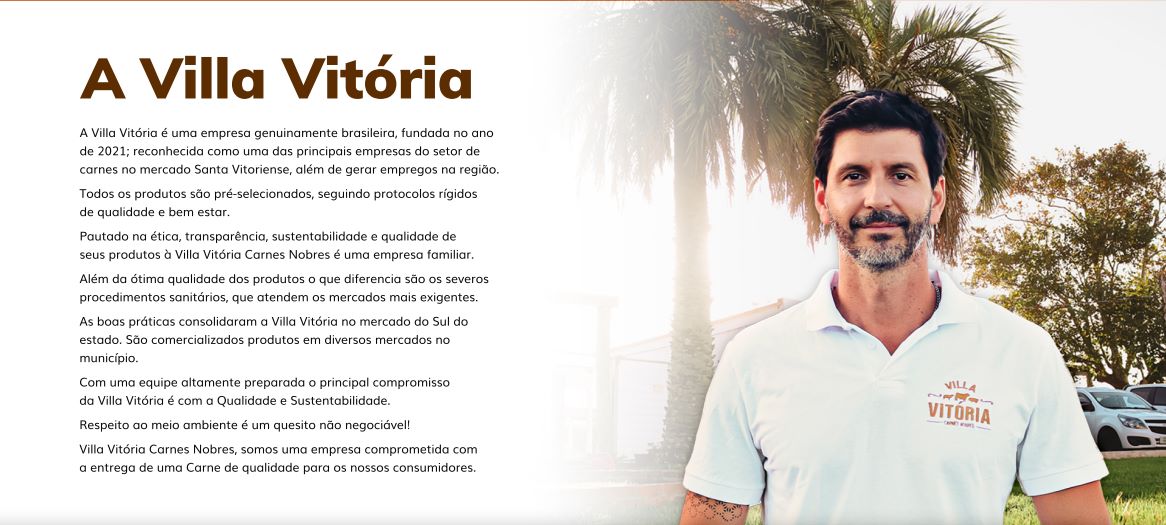 A Villa Vitória
A Villa Vitória é uma empresa genuinamente brasileira, fundada no ano
de 2021; reconhecida como uma das principais empresas do setor de
carnes no mercado Santa Vitoriense, além de gerar empregos na região.
Todos os produtos são pré-selecionados, seguindo protocolos rígidos
de qualidade e bem estar.
Pautado na ética, transparência, sustentabilidade e qualidade de
seus produtos à Villa Vitória Carnes Nobres é uma empresa familiar.
Além da ótima qualidade dos produtos o que diferencia são os severos
procedimentos sanitários, que atendem os mercados mais exigentes.
As boas práticas consolidaram a Villa Vitória no mercado do Sul do
estado. São comercializados produtos em diversos mercados no
município.
Com uma equipe altamente preparada o principal compromisso
da Villa Vitória é com a Qualidade e Sustentabilidade.
Respeito ao meio ambiente é um quesito não negociável!
Villa Vitória Carnes Nobres, somos uma empresa comprometida com
a entrega de uma Carne de qualidade para os nossos consumidores.
VILLA
VITÓRIA
CARNES NOBRES